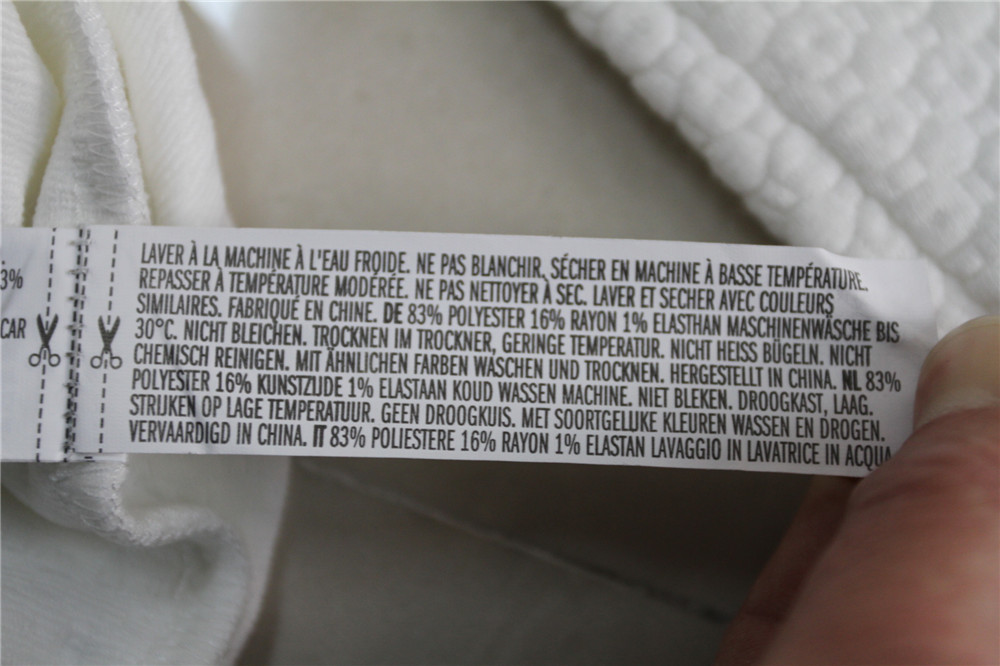 3%
CAR
LAVER À LA MACHINE À L'EAU FROIDE. NE PAS BLANCHIR. SÉCHER EN MACHINE À BASSE TEMPÉRATURE.
REPASSER À TEMPÉRATURE MODÉRÉE. NE PAS NETTOYER À SEC. LAVER ET SECHER AVEC COULEURS
SIMILAIRES. FABRIQUÉ EN CHINE. DE 83% POLYESTER 16% RAYON 1% ELASTHAN MASCHINENWÄSCHE BIS
30°C. NICHT BLEICHEN. TROCKNEN IM TROCKNER, GERINGE TEMPERATUR. NICHT HEISS BÜGELN. NICHT
CHEMISCH REINIGEN. MIT ÄHNLICHEN FARBEN WASCHEN UND TROCKNEN. HERGESTELLT IN CHINA. NL 83%
POLYESTER 16% KUNSTZIJDE 1% ELASTAAN KOUD WASSEN MACHINE. NIET BLEKEN. DROOGKAST, LAAG.
STRIJKEN OP LAGE TEMPERATUUR. GEEN DROOGKUIS. MET SOORTGELIJKE KLEUREN WASSEN EN DROGEN.
VERVAARDIGD IN CHINA. IT 83% POLIESTERE 16% RAYON 1% ELASTAN LAVAGGIO IN LAVATRICE IN ACQUA